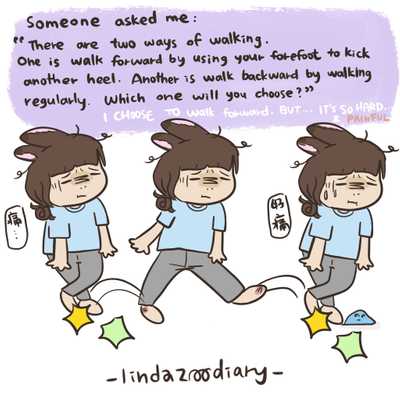 Someone asked me:
"There are two ways of walking.
One is walk forward by using your forefoot to kick
another heel. Another is walk backward by walking
regularly. Which one will you choose?"
I CHOOSE TO walk forward. BUT... IT'S SO HARD..
& PAINFUL
痛...
好痛
-lindazoodiary-